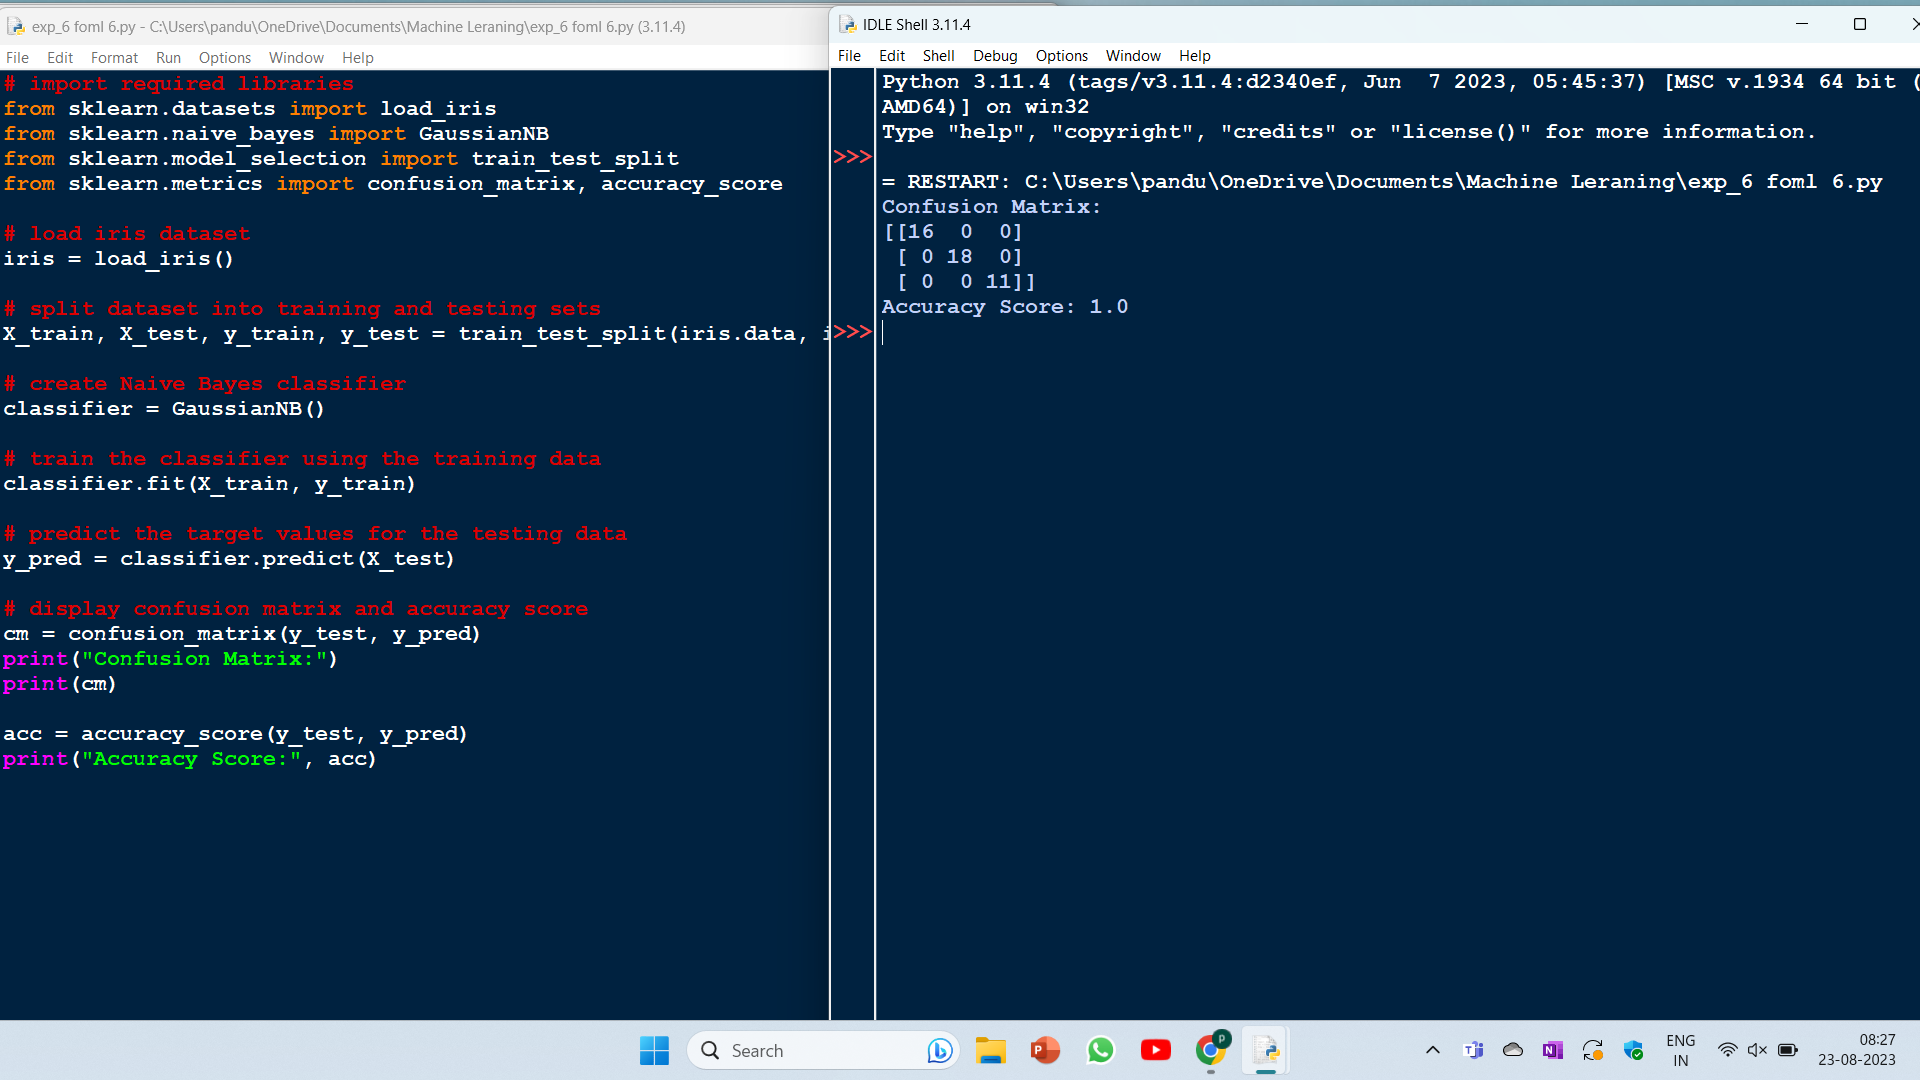 exp_6 foml 6.py - C:\Users\pandu\OneDrive\Documents\Machine Leraning\exp_6 foml 6.py (3.11.4)
File Edit Format Run Options Window Help
# import required libraries
from sklearn.datasets import load_iris
from sklearn.naive_bayes import GaussianNB
from sklearn.model_selection import train_test_split
from sklearn.metrics import confusion_matrix, accuracy_score
# load iris dataset
iris = load_iris()
# split dataset into training and testing sets
X_train, X_test, y_train, y_test = train_test_split(iris.data, i
# create Naive Bayes classifier
classifier = GaussianNB()
# train the classifier using the training data
classifier.fit(X_train, y_train)
# predict the target values for the testing data
y_pred = classifier.predict(X_test)
# display confusion matrix and accuracy score
cm = confusion_matrix(y_test, y_pred)
print("Confusion Matrix:")
print(cm)
acc = accuracy_score(y_test, y_pred)
print("Accuracy Score:", acc)
IDLE Shell 3.11.4
File Edit Shell Debug Options Window Help
Python 3.11.4 (tags/v3.11.4:d2340ef, Jun  7 2023, 05:45:37) [MSC v.1934 64 bit (
AMD64)] on win32
Type "help", "copyright", "credits" or "license()" for more information.
>>>
= RESTART: C:\Users\pandu\OneDrive\Documents\Machine Leraning\exp_6 foml 6.py
Confusion Matrix:
[[16  0  0]
 [ 0 18  0]
 [ 0  0 11]]
Accuracy Score: 1.0
>>>
Search
ENG
IN
08:27
23-08-2023